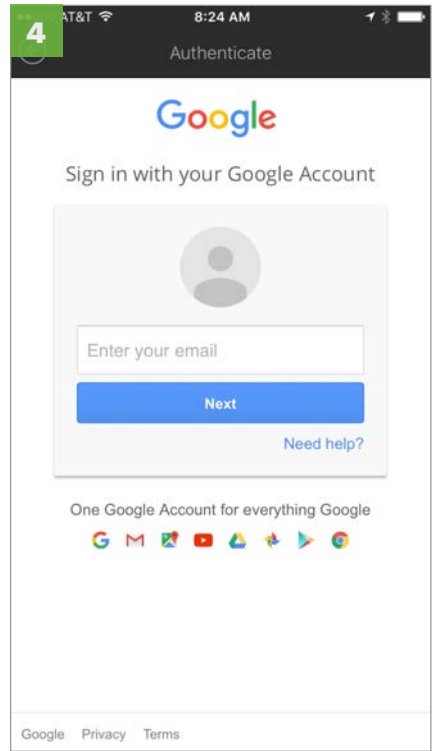 4
AT&T 8:24 AM
Authenticate
Google
Sign in with your Google Account
Enter your email
Next
Need help?
One Google Account for everything Google
Google Privacy Terms